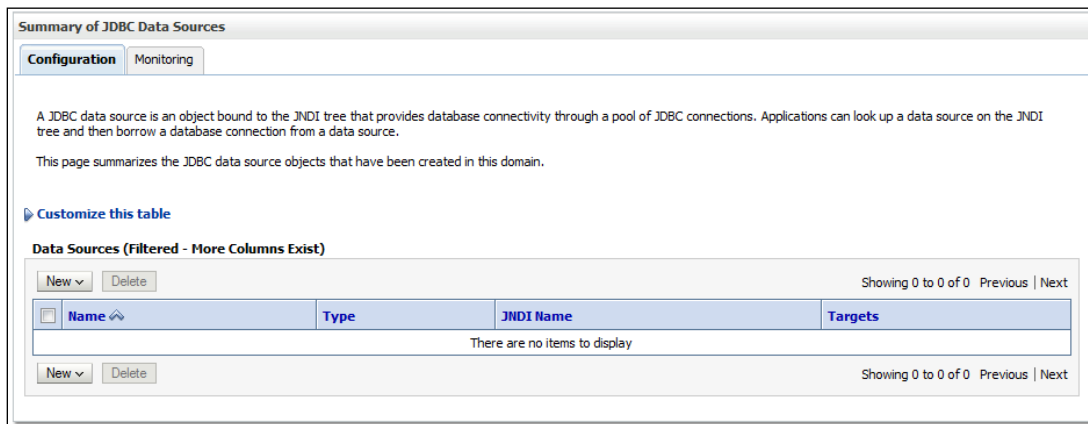 Summary of JDBC Data Sources
Configuration Monitoring
A JDBC data source is an object bound to the JNDI tree that provides database connectivity through a pool of JDBC connections. Applications can look up a data source on the JNDI
tree and then borrow a database connection from a data source.
This page summarizes the JDBC data source objects that have been created in this domain.
Customize this table
Data Sources (Filtered - More Columns Exist)
New Delete Showing 0 to 0 of 0 Previous | Next
Name Type JNDI Name Targets
There are no items to display
New Delete Showing 0 to 0 of 0 Previous | Next